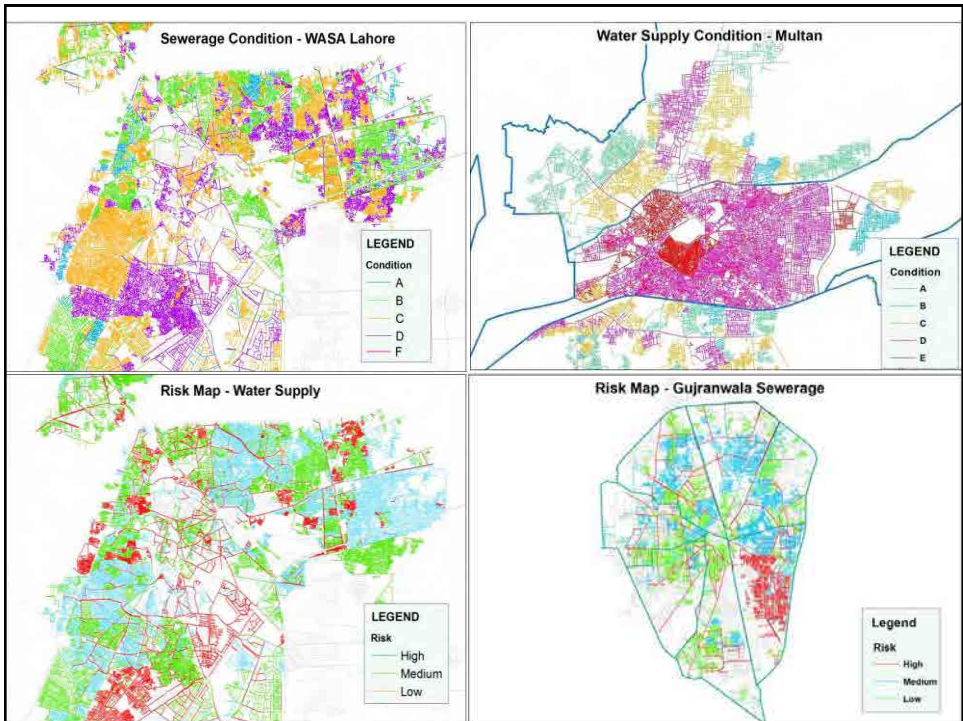 Sewerage Condition - WASA Lahore
LEGEND
Condition
A
B
C
D
F
Water Supply Condition - Multan
LEGEND
Condition
A
B
C
D
E
Risk Map - Water Supply
LEGEND
Risk
High
Medium
Low
Risk Map - Gujranwala Sewerage
Legend
Risk
High
Medium
Low